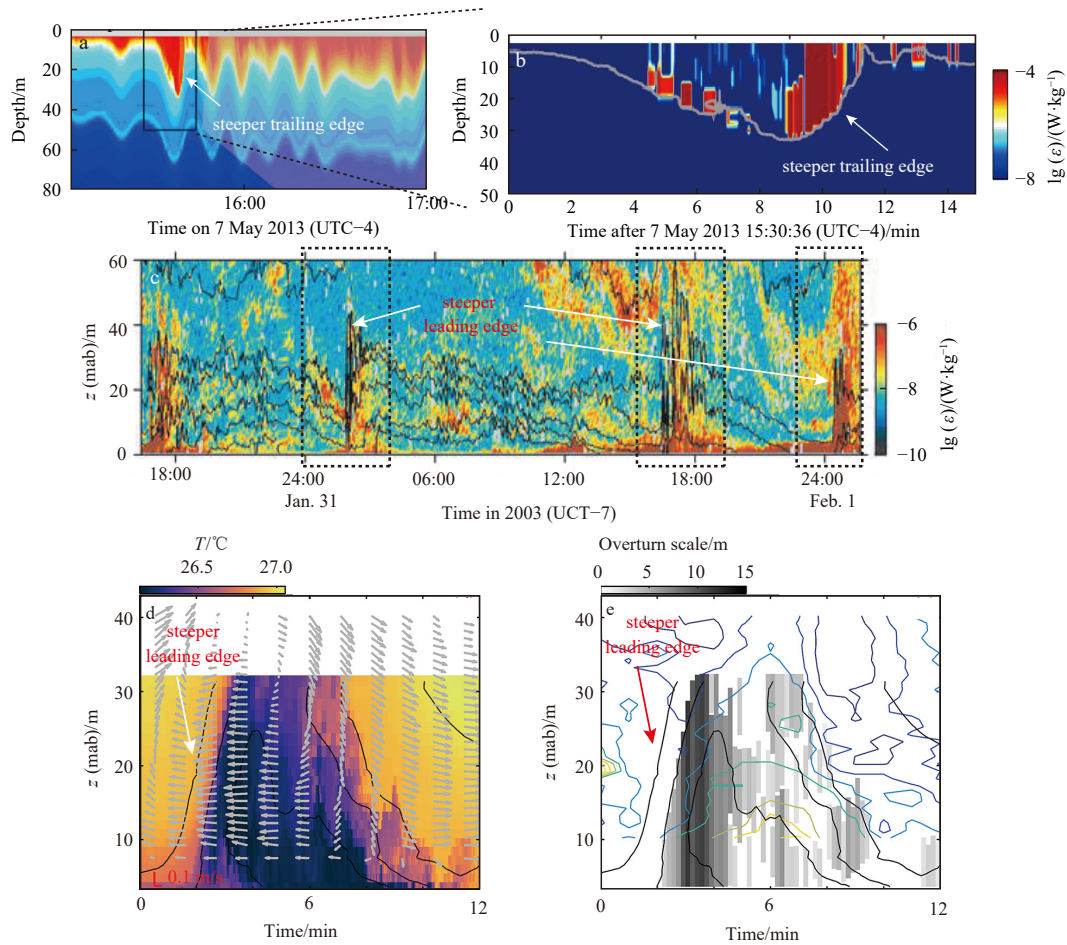 0
20
40
60
80
Depth/m
a
steeper trailing edge
16:00
17:00
Time on 7 May 2013 (UTC−4)
0
10
20
30
40
50
Depth/m
b
steeper trailing edge
0 2 4 6 8 10 12 14
Time after 7 May 2013 15:30:36 (UTC−4)/min
−4
−8
lg (ε)/(W·kg⁻¹)
60
40
20
0
z (mab)/m
c
steeper
leading edge
18:00 24:00 06:00 12:00 18:00 24:00
Jan. 31 Feb. 1
Time in 2003 (UCT−7)
−6
−8
−10
lg (ε)/(W·kg⁻¹)
T/℃
26.5 27.0
40
30
20
10
z (mab)/m
d
steeper
leading edge
0.1 m/s
0 6 12
Time/min
Overturn scale/m
0 5 10 15
40
30
20
10
z (mab)/m
e
steeper
leading edge
0 6 12
Time/min